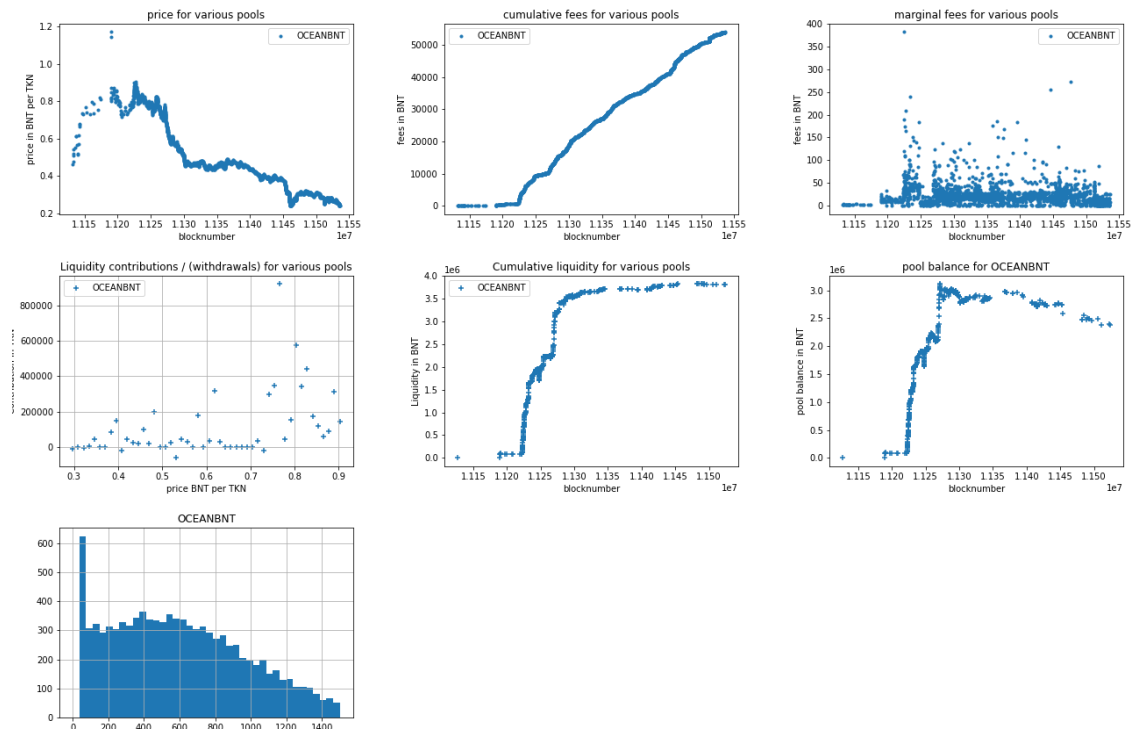 price for various pools
OCEANBNT
price in BNT per TKN
1.2
1.0
0.8
0.6
0.4
0.2
1.115 1.120 1.125 1.130 1.135 1.140 1.145 1.150 1.155
blocknumber
1e7
cumulative fees for various pools
OCEANBNT
fees in BNT
50000
40000
30000
20000
10000
0
1.115 1.120 1.125 1.130 1.135 1.140 1.145 1.150 1.155
blocknumber
1e7
marginal fees for various pools
OCEANBNT
fees in BNT
400
350
300
250
200
150
100
50
0
1.115 1.120 1.125 1.130 1.135 1.140 1.145 1.150 1.155
blocknumber
1e7
Liquidity contributions / (withdrawals) for various pools
OCEANBNT
800000
600000
400000
200000
0
0.3 0.4 0.5 0.6 0.7 0.8 0.9
price BNT per TKN
Cumulative liquidity for various pools
1e6
OCEANBNT
Liquidity in BNT
4.0
3.5
3.0
2.5
2.0
1.5
1.0
0.5
0.0
1.115 1.120 1.125 1.130 1.135 1.140 1.145 1.150
blocknumber
1e7
pool balance for OCEANBNT
1e6
pool balance in BNT
3.0
2.5
2.0
1.5
1.0
0.5
0.0
1.115 1.120 1.125 1.130 1.135 1.140 1.145 1.150
blocknumber
1e7
OCEANBNT
600
500
400
300
200
100
0
0 200 400 600 800 1000 1200 1400